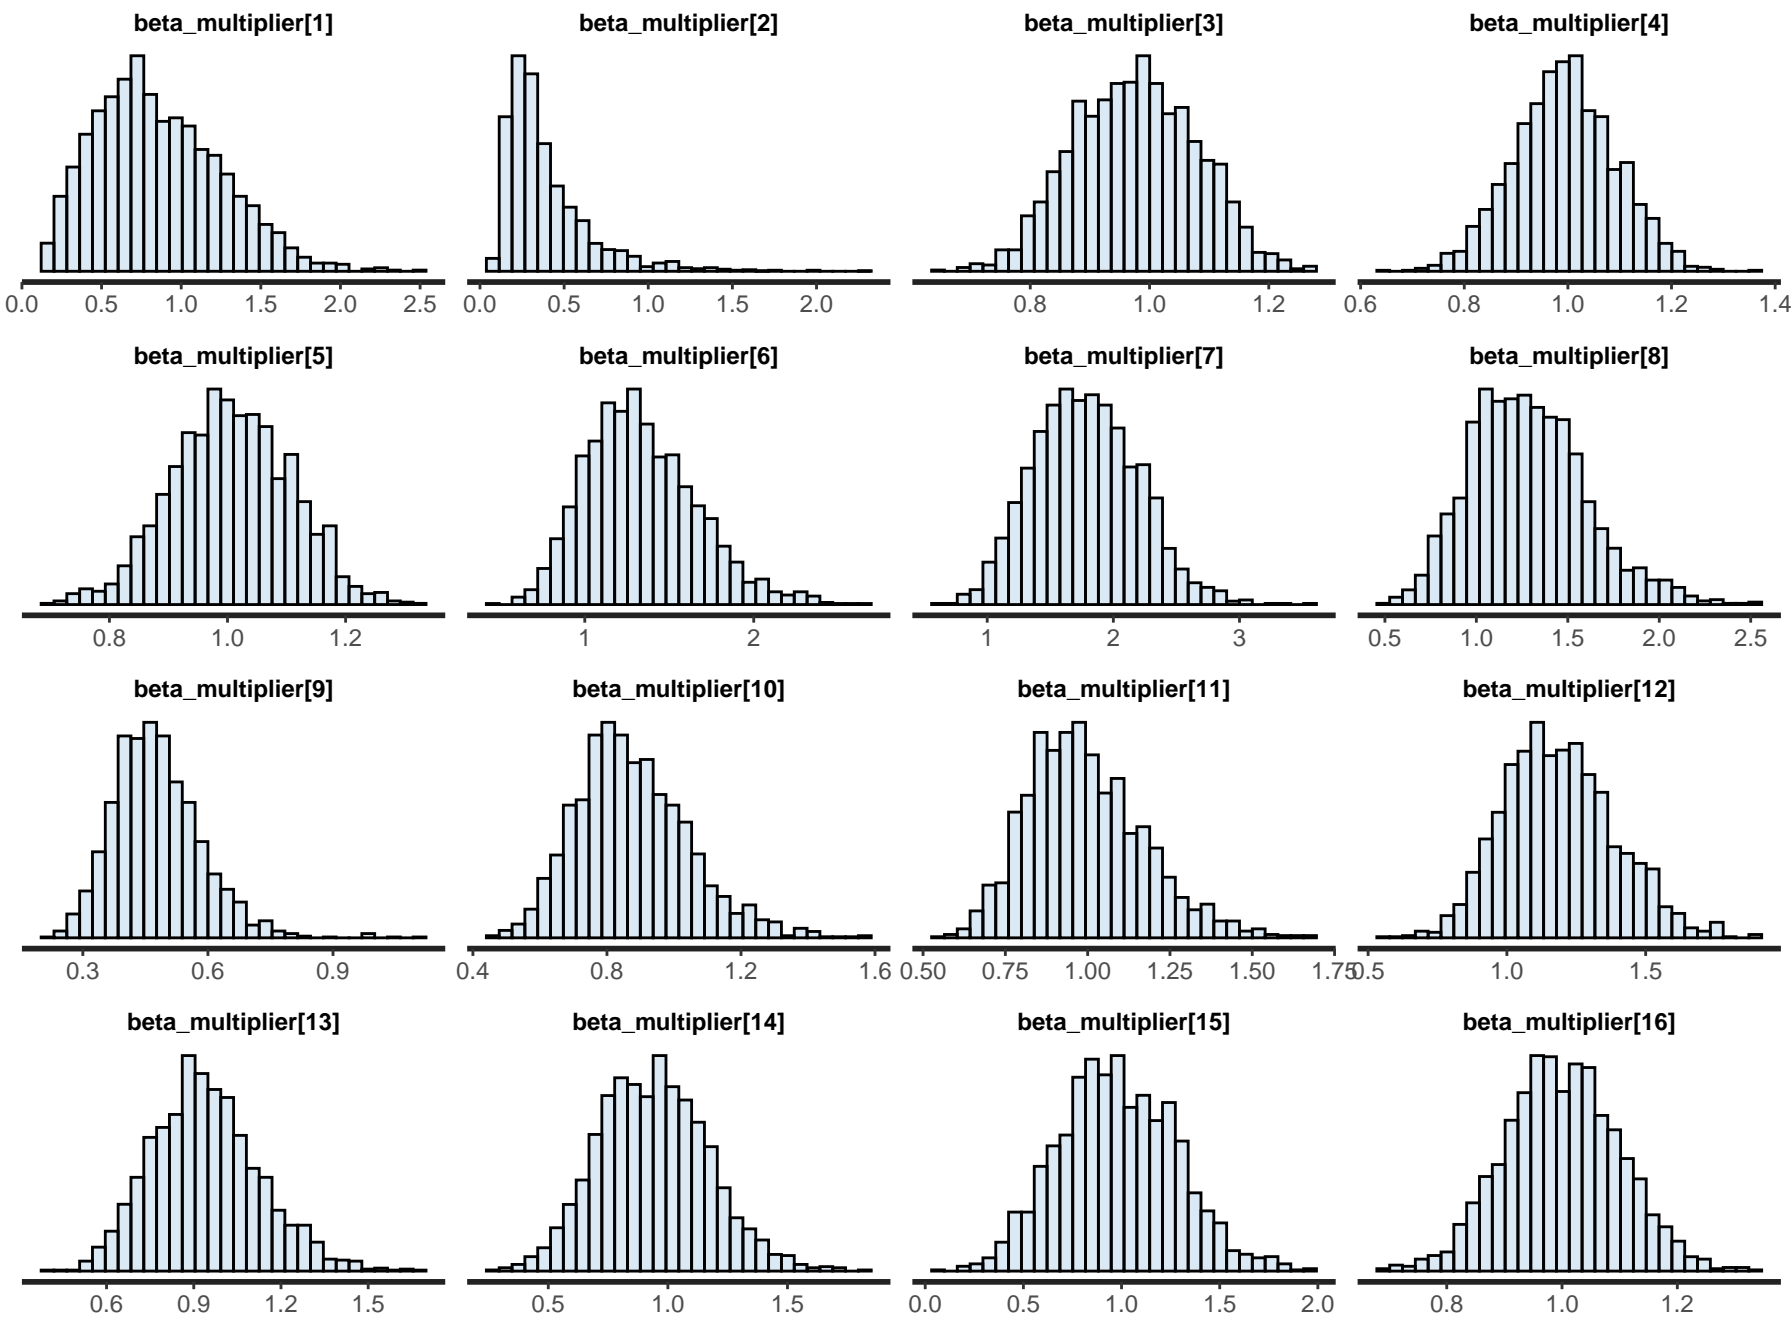 beta_multiplier[1] beta_multiplier[2] beta_multiplier[3] beta_multiplier[4]
0.0 0.5 1.0 1.5 2.0 2.5 0.0 0.5 1.0 1.5 2.0 0.8 1.0 1.2 0.6 0.8 1.0 1.2 1.4
beta_multiplier[5] beta_multiplier[6] beta_multiplier[7] beta_multiplier[8]
0.8 1.0 1.2 1 2 1 2 3 0.5 1.0 1.5 2.0 2.5
beta_multiplier[9] beta_multiplier[10] beta_multiplier[11] beta_multiplier[12]
0.3 0.6 0.9 0.4 0.8 1.2 1.6 0.50 0.75 1.00 1.25 1.50 1.75 0.5 1.0 1.5
beta_multiplier[13] beta_multiplier[14] beta_multiplier[15] beta_multiplier[16]
0.6 0.9 1.2 1.5 0.5 1.0 1.5 0.0 0.5 1.0 1.5 2.0 0.8 1.0 1.2